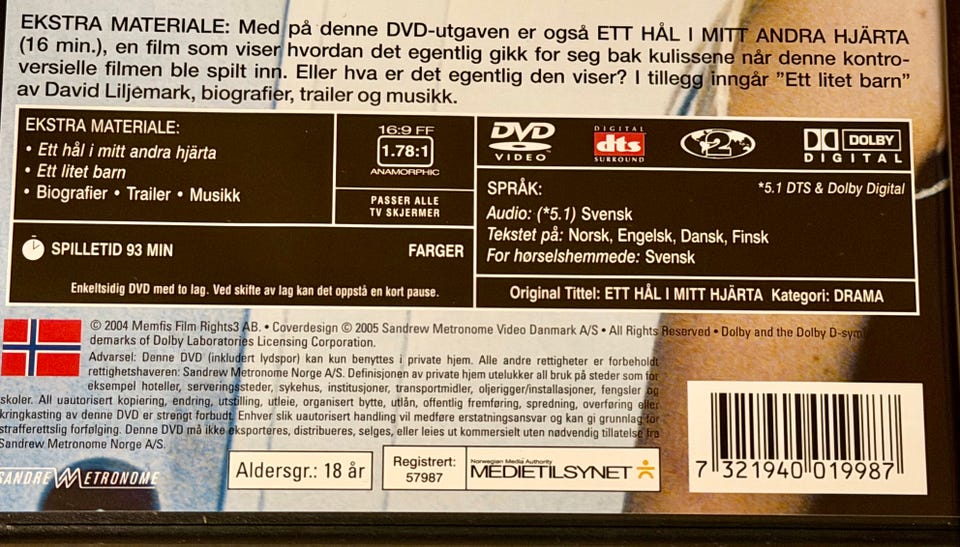 EKSTRA MATERIALE: Med på denne DVD-utgaven er også ETT HÅL I MITT ANDRA HJÄRTA
(16 min.), en film som viser hvordan det egentlig gikk for seg bak kulissene når denne kontro-
versielle filmen ble spilt inn. Eller hva er det egentlig den viser? I tillegg inngår "Ett litet barn"
av David Liljemark, biografier, trailer og musikk.
EKSTRA MATERIALE:
• Ett hål i mitt andra hjärta
• Ett litet barn
• Biografier • Trailer • Musikk
16:9 FF
1.78:1
ANAMORPHIC
PASSER ALLE
TV SKJERMER
SPILLETID 93 MIN FARGER
Enkeltsidig DVD med to lag. Ved skifte av lag kan det oppstå en kort pause.
DVD
VIDEO™
DIGITAL
dts
SURROUND
2
DOLBY
DIGITAL
SPRÅK: *5.1 DTS & Dolby Digital
Audio: (*5.1) Svensk
Tekstet på: Norsk, Engelsk, Dansk, Finsk
For hørselshemmede: Svensk
Original Tittel: ETT HÅL I MITT HJÄRTA Kategori: DRAMA
© 2004 Memfis Film Rights3 AB. • Coverdesign © 2005 Sandrew Metronome Video Danmark A/S • All Rights Reserved • Dolby and the Dolby D-sym
demarks of Dolby Laboratories Licensing Corporation.
Advarsel: Denne DVD (inkludert lydspor) kan kun benyttes i private hjem. Alle andre rettigheter er forbeholdt
rettighetshaveren: Sandrew Metronome Norge A/S. Definisjonen av private hjem utelukker all bruk på steder som for
eksempel hoteller, serveringssteder, sykehus, institusjoner, transportmidler, oljerigger/installasjoner, fengsler og
skoler. All uautorisert kopiering, endring, utstilling, utleie, organisert bytte, utlån, offentlig fremføring, spredning, overføring eller
kringkasting av denne DVD er strengt forbudt. Enhver slik uautorisert handling vil medføre erstatningsansvar og kan gi grunnlag for
strafferettslig forfølging. Denne DVD må ikke eksporteres, distribueres, selges, eller leies ut kommersielt uten nødvendig tillatelse fra
Sandrew Metronome Norge A/S.
SANDREW METRONOME
Aldersgr.: 18 år
Registrert:
57987
Norwegian Media Authority
MEDIETILSYNET
7 321940 019987